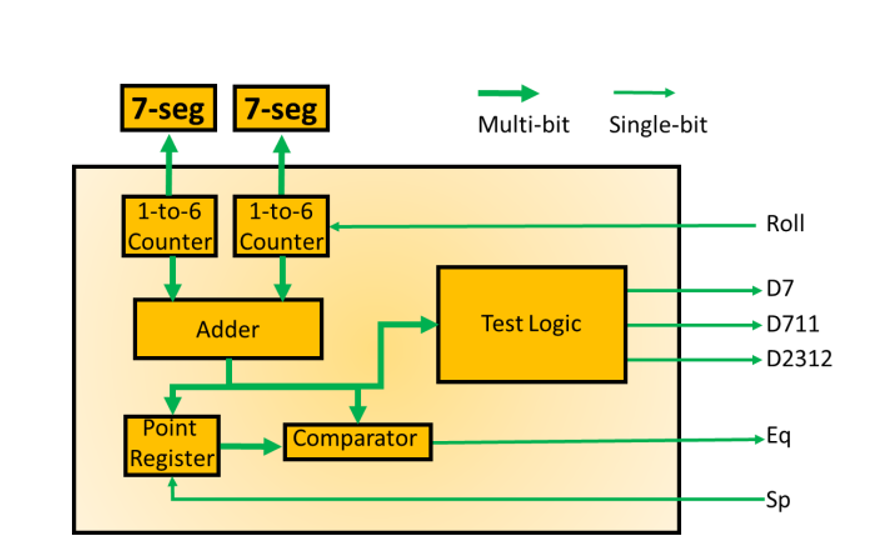 7-seg
7-seg
Multi-bit
Single-bit
1-to-6
Counter
1-to-6
Counter
Roll
Adder
Test Logic
D7
D711
D2312
Point
Register
Comparator
Eq
Sp